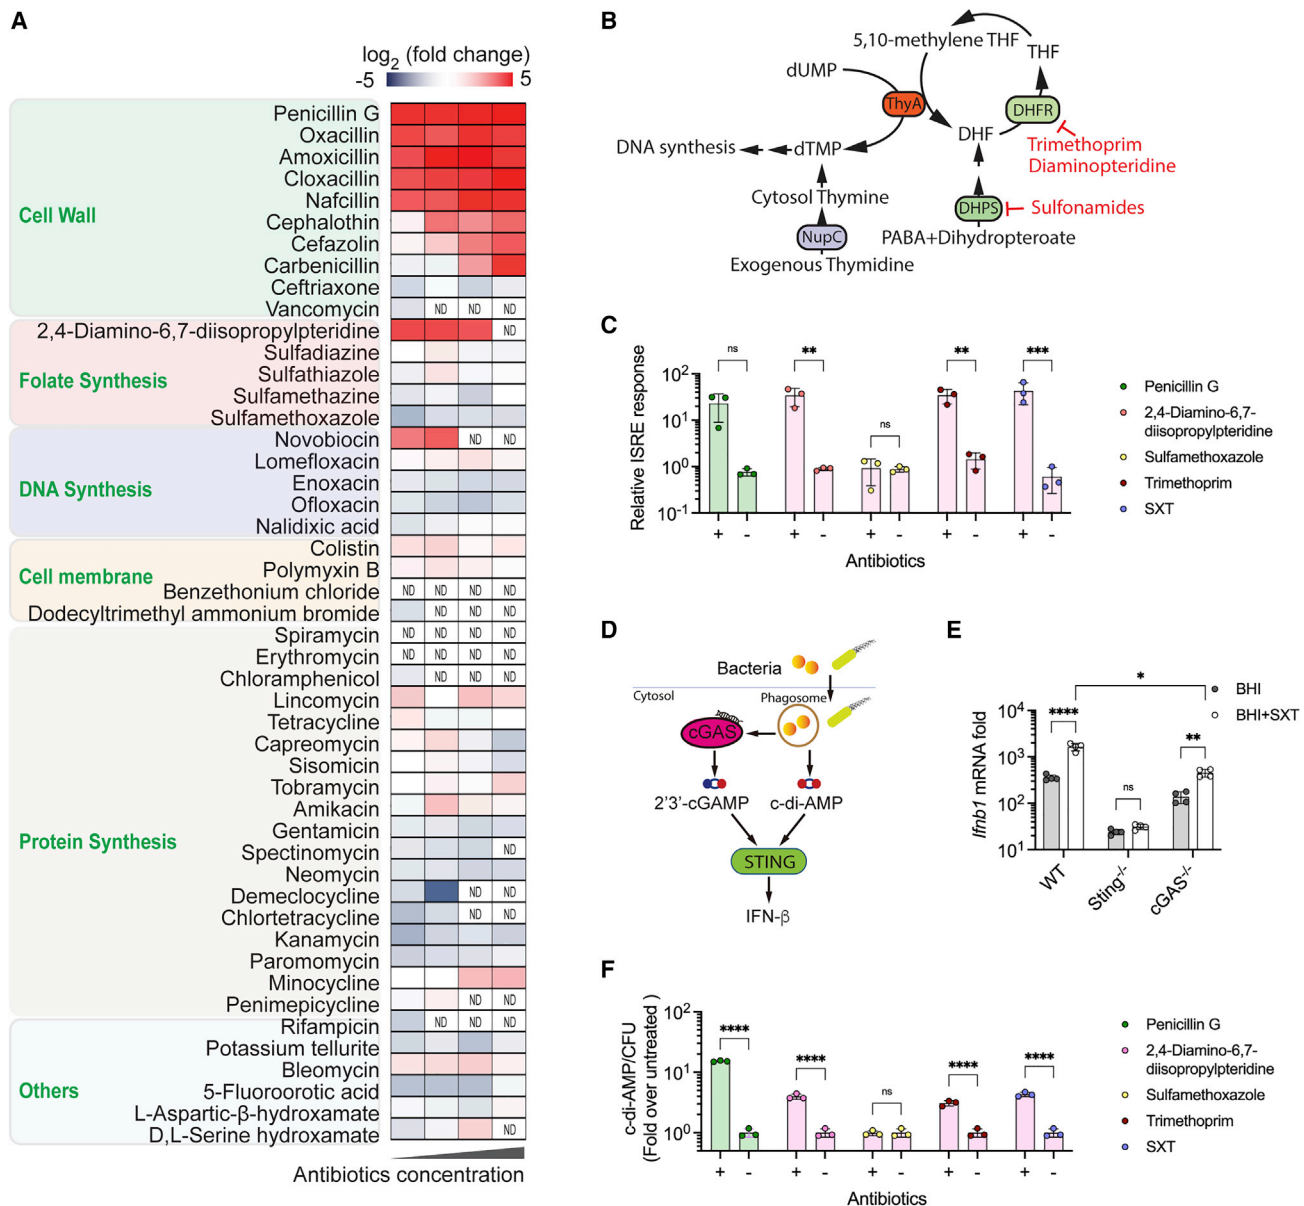 A
log2 (fold change)
-5 5
Cell Wall
Penicillin G
Oxacillin
Amoxicillin
Cloxacillin
Nafcillin
Cephalothin
Cefazolin
Carbenicillin
Ceftriaxone
Vancomycin ND ND ND
Folate Synthesis
2,4-Diamino-6,7-diisopropylpteridine ND
Sulfadiazine
Sulfathiazole
Sulfamethazine
Sulfamethoxazole
DNA Synthesis
Novobiocin ND ND
Lomefloxacin
Enoxacin
Ofloxacin
Nalidixic acid
Cell membrane
Colistin
Polymyxin B
Benzethonium chloride ND ND ND ND
Dodecyltrimethyl ammonium bromide ND ND ND
Protein Synthesis
Spiramycin ND ND ND ND
Erythromycin ND ND ND ND
Chloramphenicol ND ND ND
Lincomycin
Tetracycline
Capreomycin
Sisomicin
Tobramycin
Amikacin
Gentamicin
Spectinomycin ND
Neomycin
Demeclocycline ND ND
Chlortetracycline ND ND
Kanamycin
Paromomycin
Minocycline
Penimepicycline ND ND
Others
Rifampicin ND ND ND
Potassium tellurite
Bleomycin
5-Fluoroorotic acid
L-Aspartic-β-hydroxamate
D,L-Serine hydroxamate ND
Antibiotics concentration
B
5,10-methylene THF
THF
dUMP
ThyA
DHFR
DHF
Trimethoprim
Diaminopteridine
DNA synthesis
dTMP
Cytosol Thymine
DHPS
Sulfonamides
NupC
PABA+Dihydropteroate
Exogenous Thymidine
C
Relative ISRE response
10²
10¹
10⁰
10⁻¹
ns ** ns ** ***
+ - + - + - + - + -
Antibiotics
Penicillin G
2,4-Diamino-6,7-
diisopropylpteridine
Sulfamethoxazole
Trimethoprim
SXT
D
Bacteria
Cytosol
Phagosome
cGAS
2'3'-cGAMP
c-di-AMP
STING
IFN-β
E
Ifnb1 mRNA fold
10⁴
10³
10²
10¹
**** ns ** *
WT
Sting-/-
cGAS-/-
BHI
BHI+SXT
F
c-di-AMP/CFU
(Fold over untreated )
10²
10¹
10⁰
**** **** ns **** ****
+ - + - + - + - + -
Antibiotics
Penicillin G
2,4-Diamino-6,7-
diisopropylpteridine
Sulfamethoxazole
Trimethoprim
SXT